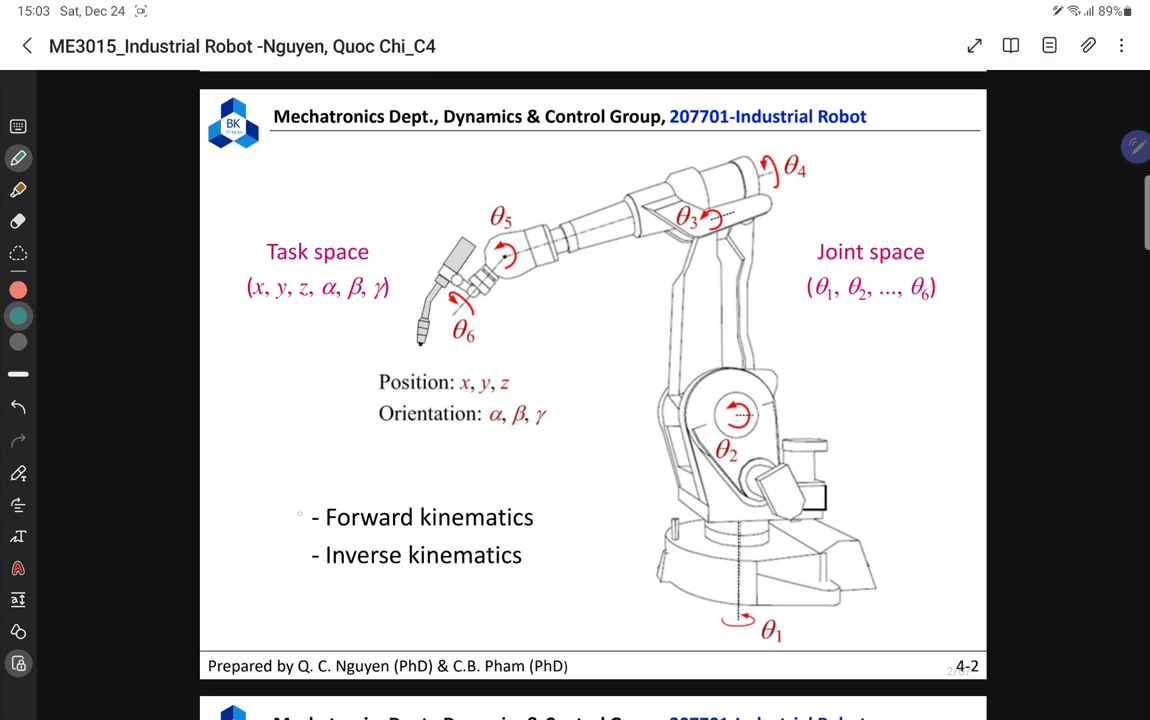 15:03 Sat, Dec 24 89%
ME3015_Industrial Robot -Nguyen, Quoc Chi_C4
BK
TP.HCM
Mechatronics Dept., Dynamics & Control Group, 207701-Industrial Robot
θ4
θ5
θ3
Task space
(x, y, z, α, β, γ)
Joint space
(θ1, θ2, ..., θ6)
θ6
Position: x, y, z
Orientation: α, β, γ
θ2
- Forward kinematics
- Inverse kinematics
θ1
Prepared by Q. C. Nguyen (PhD) & C.B. Pham (PhD)
4-2
Mechatronics Dept., Dynamics & Control Group, 207701-Industrial Robot